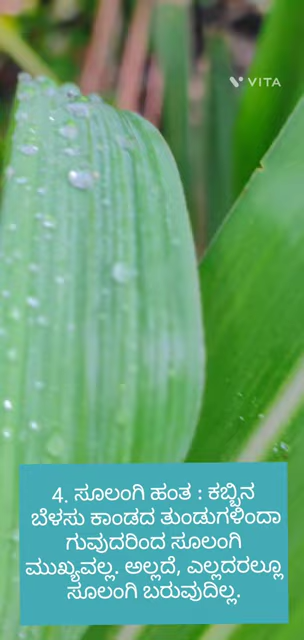 VITA
4. ಸೂಲಂಗಿ ಹಂತ : ಕಬ್ಬಿನ
ಬೆಳಸು ಕಾಂಡದ ತುಂಡುಗಳಿಂದಾ
ಗುವುದರಿಂದ ಸೂಲಂಗಿ
ಮುಖ್ಯವಲ್ಲ. ಅಲ್ಲದೆ, ಎಲ್ಲದರಲ್ಲೂ
ಸೂಲಂಗಿ ಬರುವುದಿಲ್ಲ.